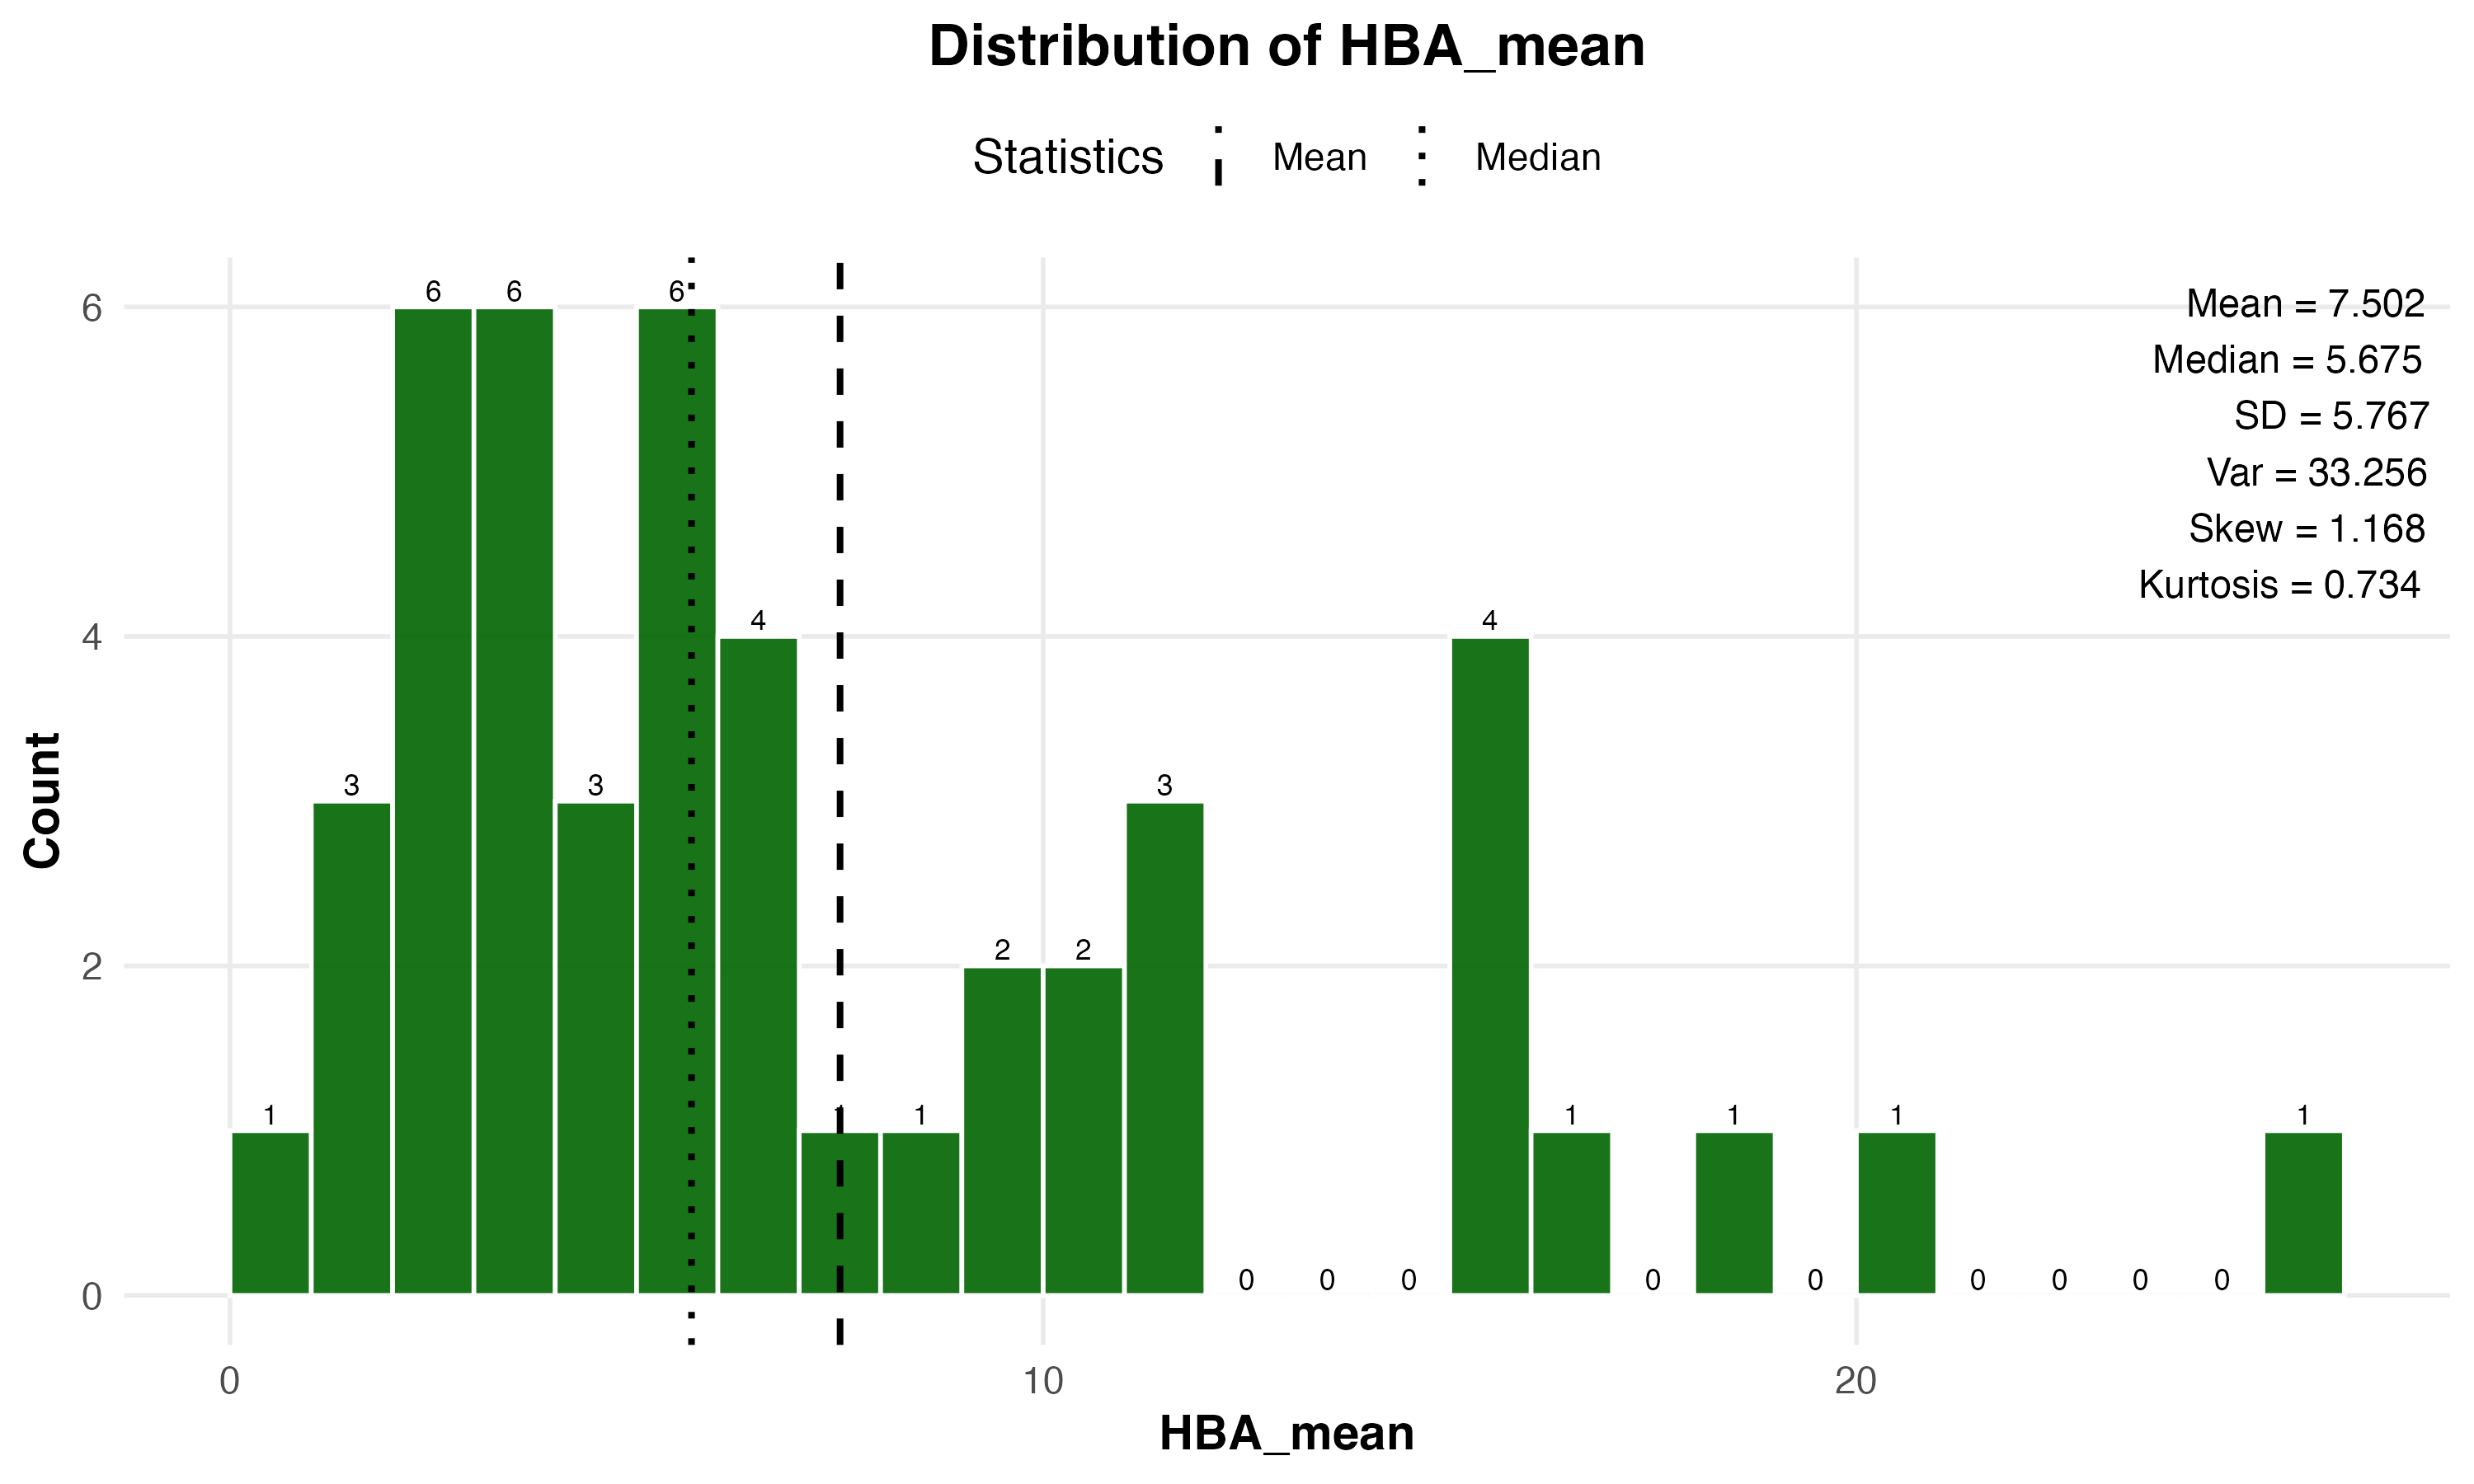 Distribution of HBA_mean
Statistics Mean Median
Mean = 7.502
Median = 5.675
SD = 5.767
Var = 33.256
Skew = 1.168
Kurtosis = 0.734
Count
6
4
2
0
1 3 6 6 3 6 4 1 1 2 2 3 0 0 0 4 1 0 1 0 1 0 0 0 0 1
0 10 20
HBA_mean